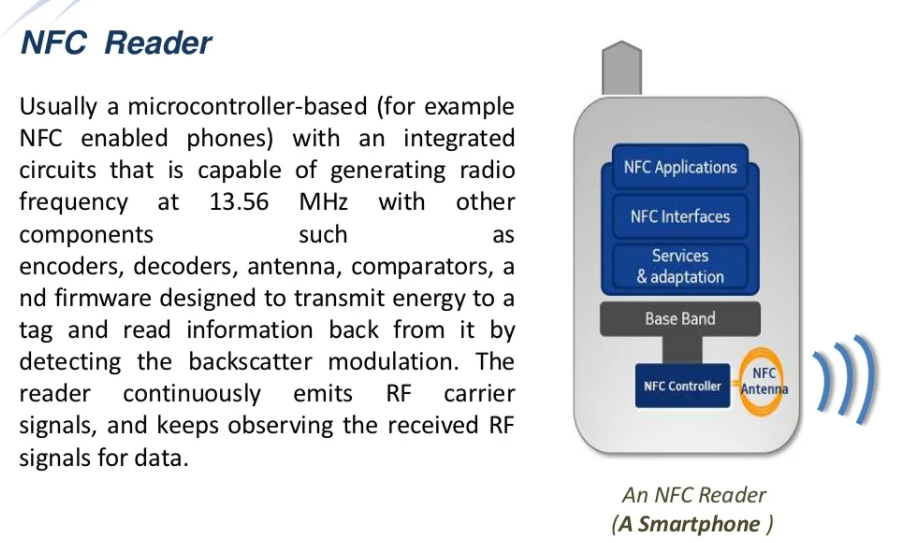 NFC Reader
Usually a microcontroller-based (for example
NFC enabled phones) with an integrated
circuits that is capable of generating radio
frequency at 13.56 MHz with other
components such as
encoders, decoders, antenna, comparators, a
nd firmware designed to transmit energy to a
tag and read information back from it by
detecting the backscatter modulation. The
reader continuously emits RF carrier
signals, and keeps observing the received RF
signals for data.
NFC Applications
NFC Interfaces
Services
& adaptation
Base Band
NFC Controller
NFC
Antenna
An NFC Reader
(A Smartphone )